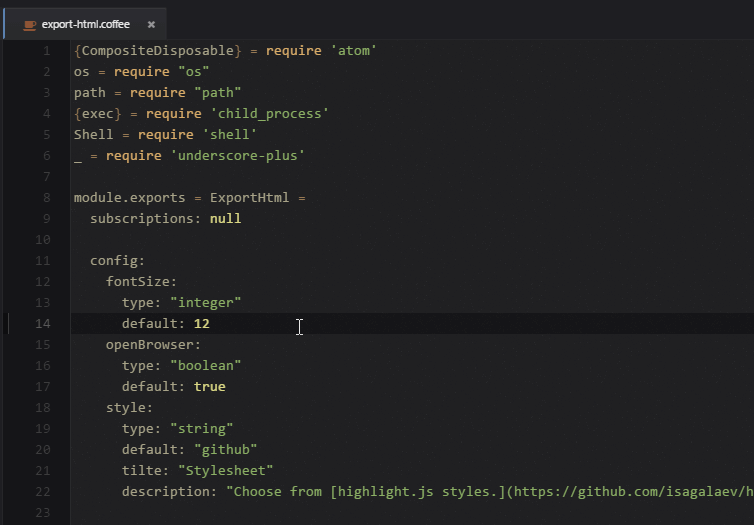 export-html.coffee ×
1 {CompositeDisposable} = require 'atom'
2 os = require "os"
3 path = require "path"
4 {exec} = require 'child_process'
5 Shell = require 'shell'
6 _ = require 'underscore-plus'
7
8 module.exports = ExportHtml =
9 subscriptions: null
10
11 config:
12 fontSize:
13 type: "integer"
14 default: 12
15 openBrowser:
16 type: "boolean"
17 default: true
18 style:
19 type: "string"
20 default: "github"
21 tilte: "Stylesheet"
22 description: "Choose from [highlight.js styles.](https://github.com/isagalaev/h
23